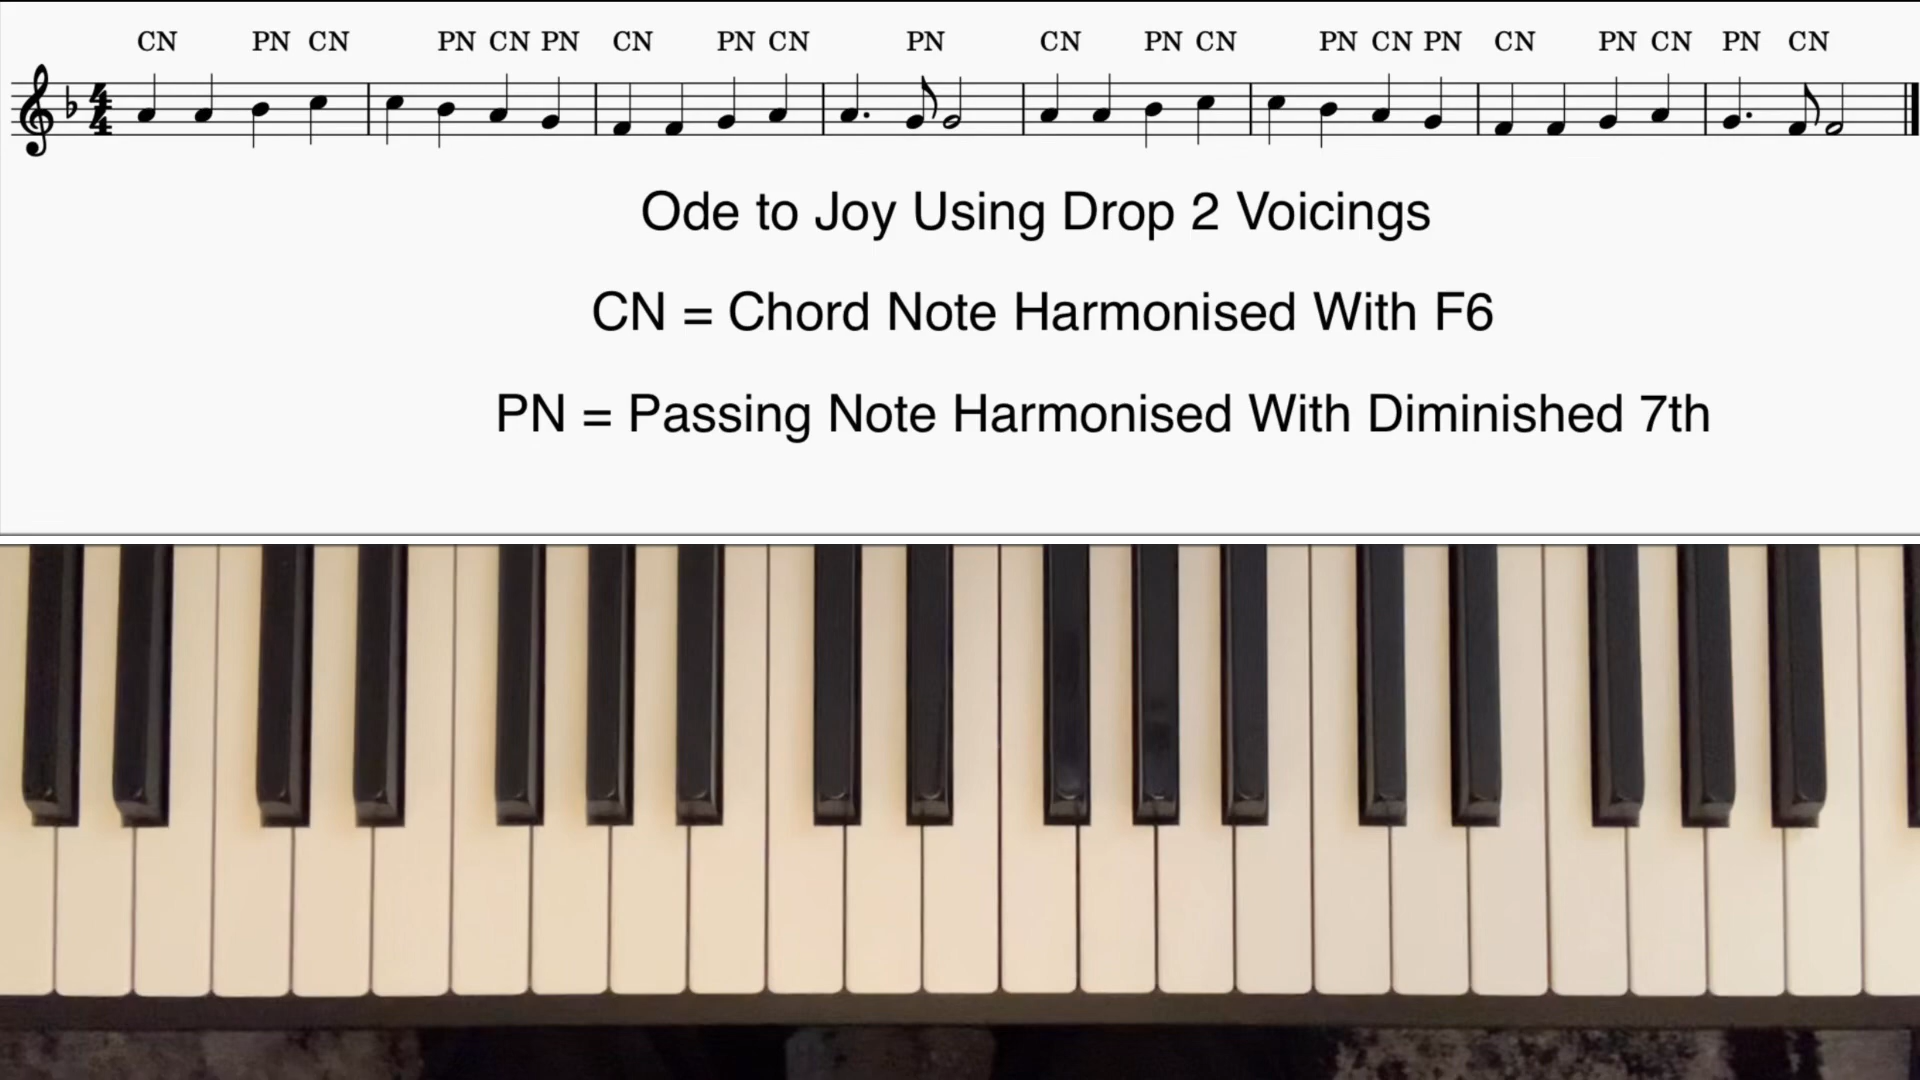 CN PN CN PN CN PN CN PN CN PN CN PN CN PN CN PN CN PN CN PN CN
4
4
Ode to Joy Using Drop 2 Voicings
CN = Chord Note Harmonised With F6
PN = Passing Note Harmonised With Diminished 7th